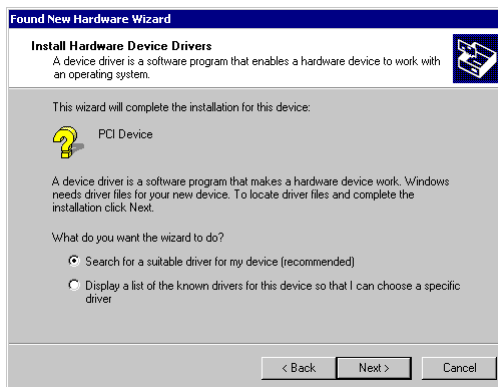 Found New Hardware Wizard
Install Hardware Device Drivers
A device driver is a software program that enables a hardware device to work with
an operating system.
This wizard will complete the installation for this device:
PCI Device
A device driver is a software program that makes a hardware device work. Windows
needs driver files for your new device. To locate driver files and complete the
installation click Next.
What do you want the wizard to do?
Search for a suitable driver for my device (recommended)
Display a list of the known drivers for this device so that I can choose a specific
driver
< Back Next > Cancel